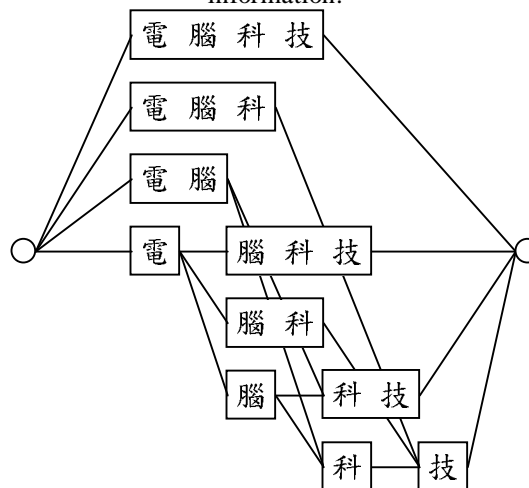 information.
電 腦 科 技
電 腦 科
電 腦
電 腦 科 技
腦 科
腦 科 技
科 技